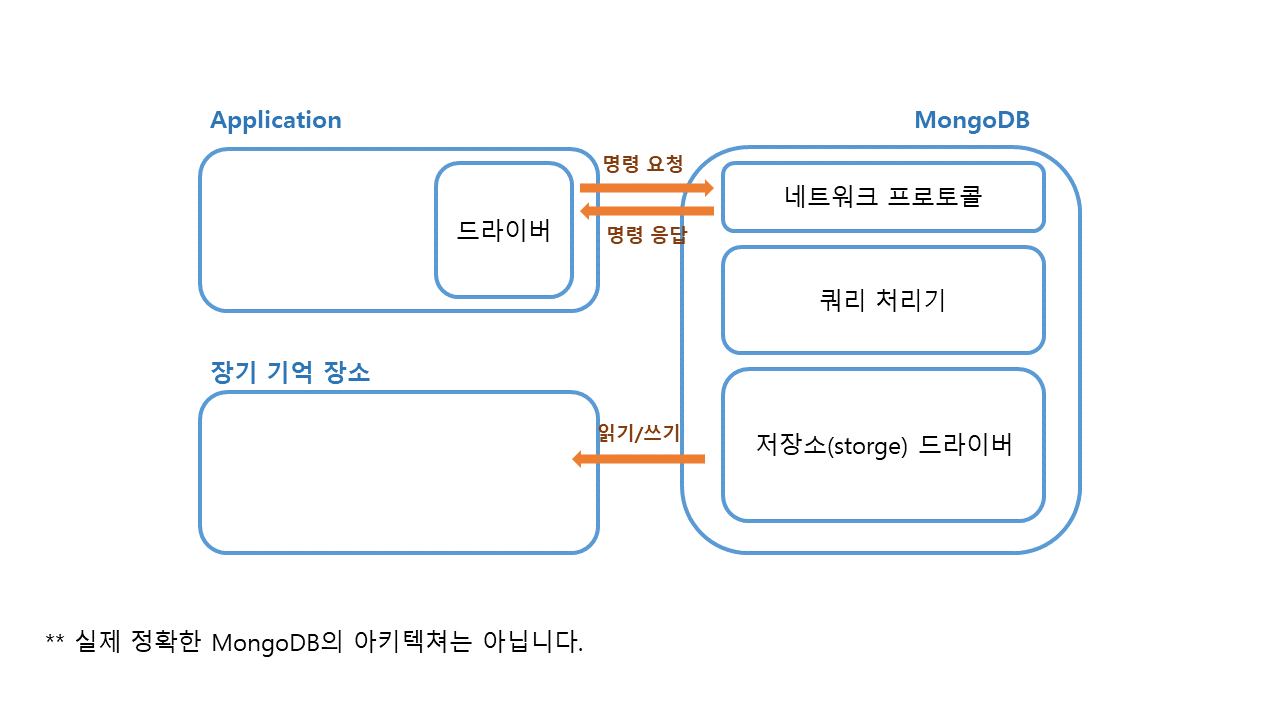 Application
MongoDB
명령 요청
네트워크 프로토콜
드라이버
명령 응답
쿼리 처리기
장기 기억 장소
읽기/쓰기
저장소(storge) 드라이버
** 실제 정확한 MongoDB의 아키텍쳐는 아닙니다.